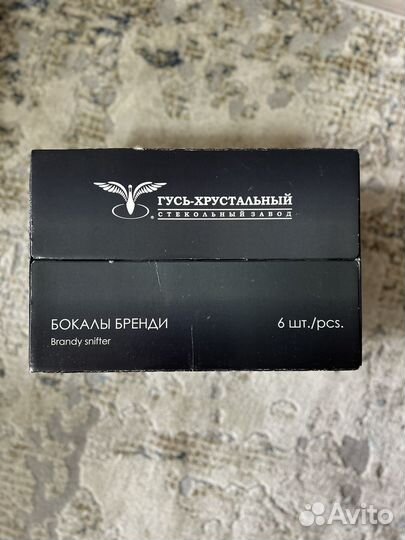 ГУСЬ-ХРУСТАЛЬНЫЙ
® СТЕКОЛЬНЫЙ ЗАВОД
БОКАЛЫ БРЕНДИ 6 шт./pcs.
Brandy snifter
Avito